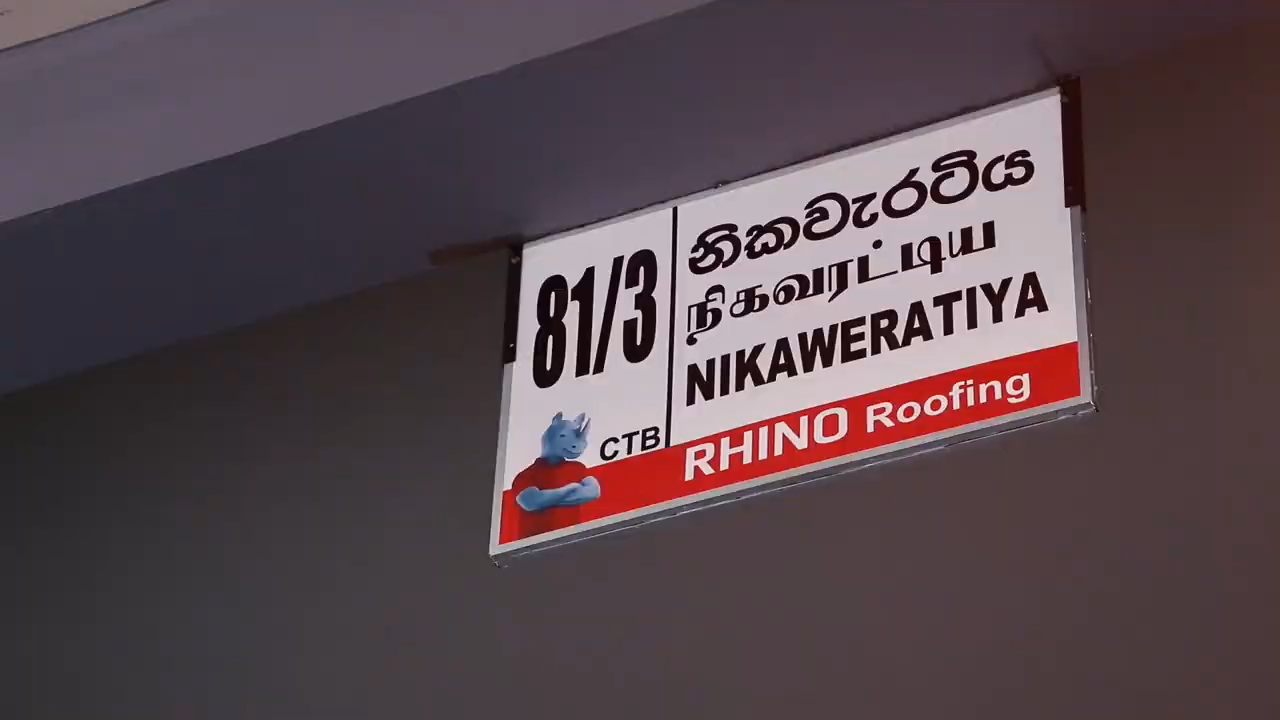 81/3
CTB
නිකවැරටිය
நிகவரட்டிய
NIKAWERATIYA
RHINO Roofing